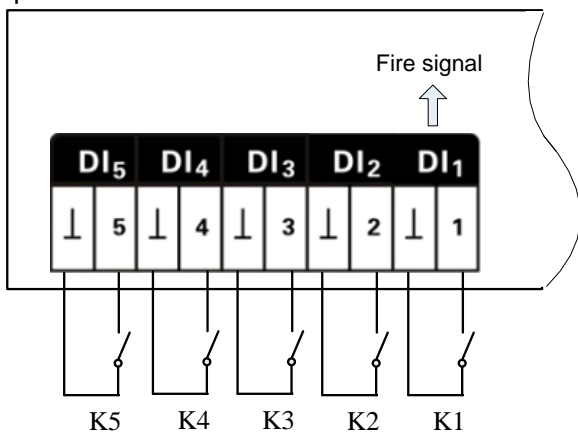 Fire signal
DI₅ DI₄ DI₃ DI₂ DI₁
⊥ 5 ⊥ 4 ⊥ 3 ⊥ 2 ⊥ 1
K5 K4 K3 K2 K1